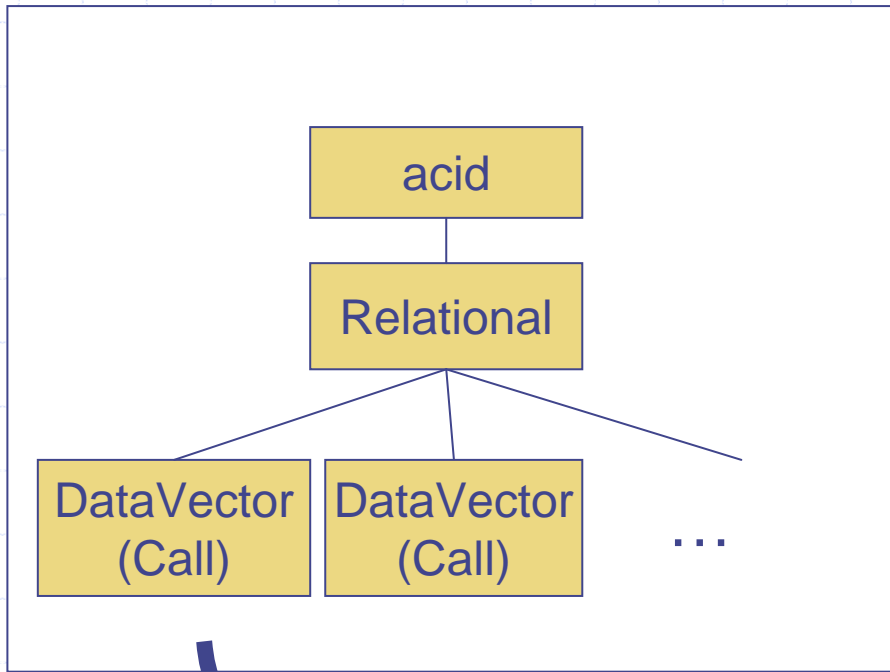 acid
Relational
DataVector
(Call)
DataVector
(Call)
...